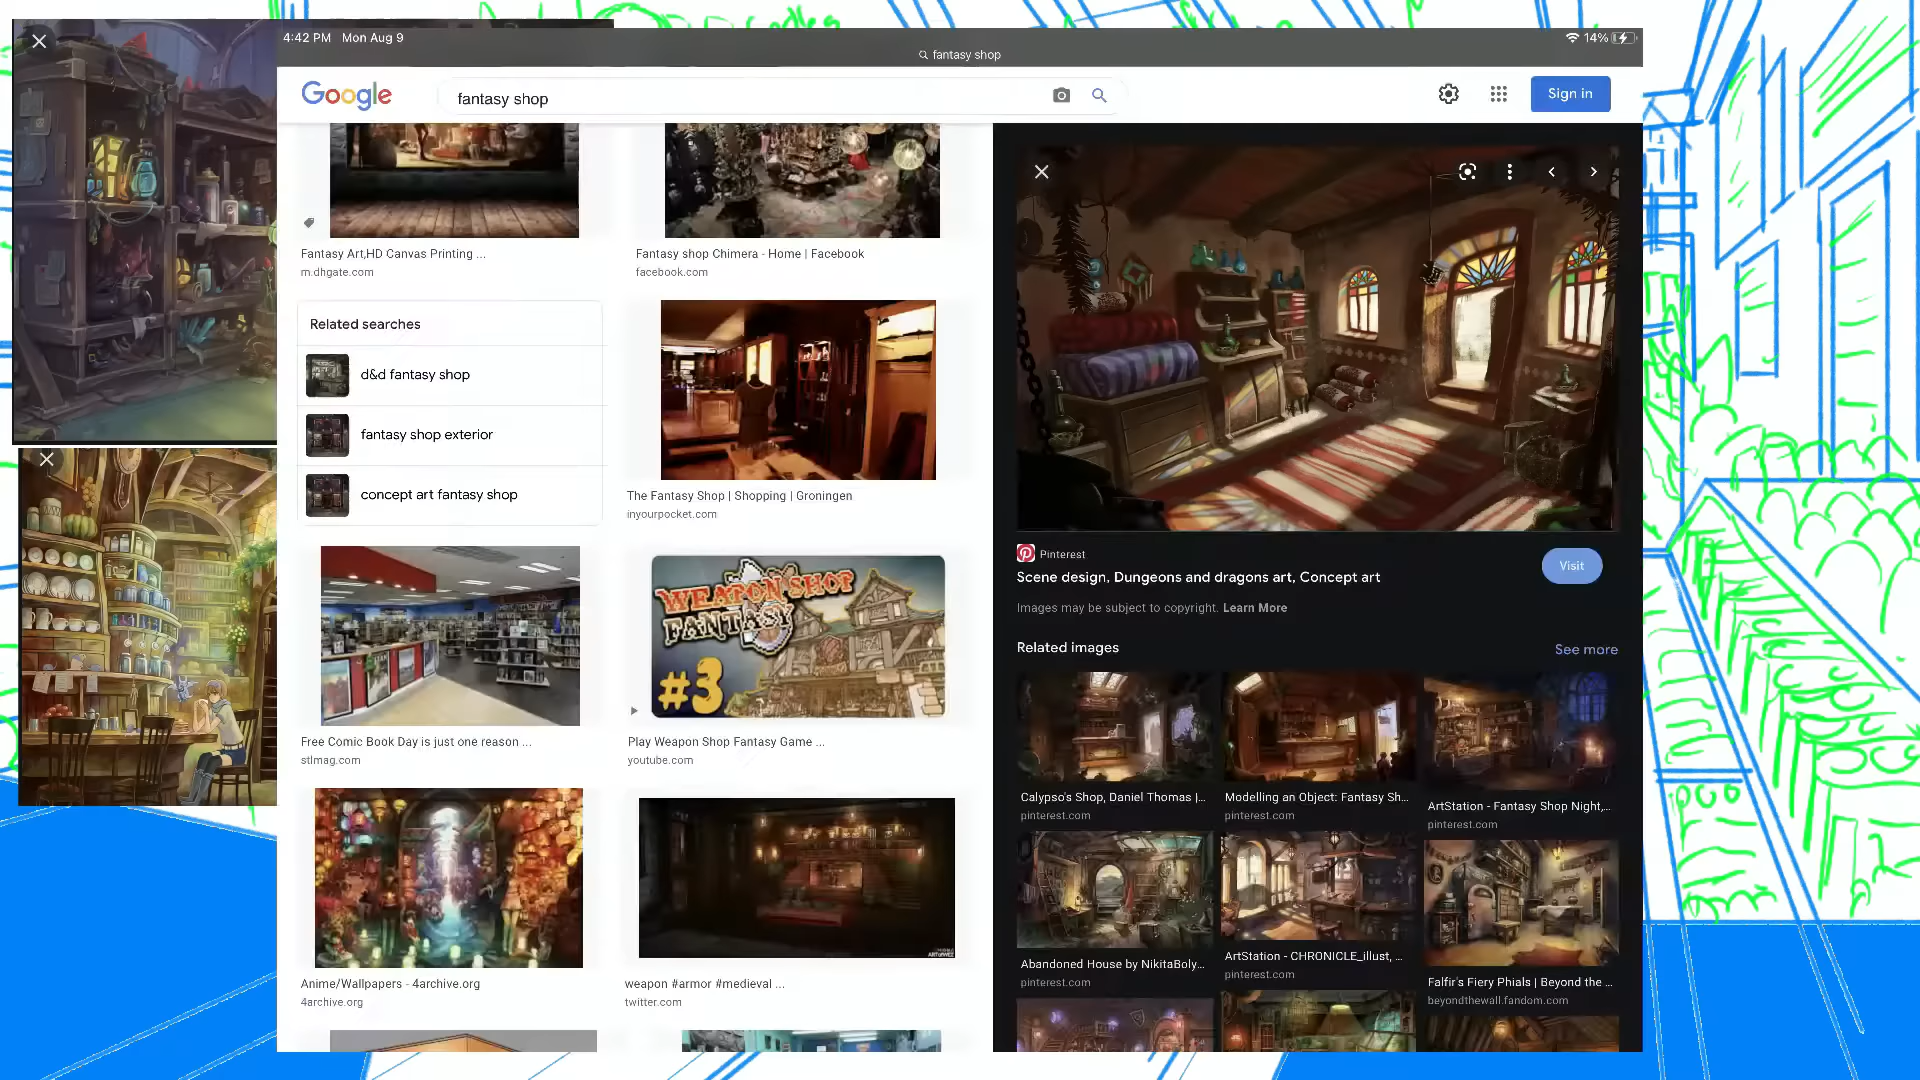 4:42 PM Mon Aug 9
14%
fantasy shop
Google
fantasy shop
Sign in
Fantasy Art,HD Canvas Printing ...
m.dhgate.com
Fantasy shop Chimera - Home | Facebook
facebook.com
Related searches
d&d fantasy shop
fantasy shop exterior
concept art fantasy shop
The Fantasy Shop | Shopping | Groningen
inyourpocket.com
Free Comic Book Day is just one reason ...
stlmag.com
WEAPON SHOP
FANTASY
#3
Play Weapon Shop Fantasy Game ...
youtube.com
Anime/Wallpapers - 4archive.org
4archive.org
weapon #armor #medieval ...
twitter.com
Pinterest
Scene design, Dungeons and dragons art, Concept art
Visit
Images may be subject to copyright. Learn More
Related images
See more
Calypso's Shop, Daniel Thomas |...
pinterest.com
Modelling an Object: Fantasy Sh...
pinterest.com
ArtStation - Fantasy Shop Night,...
pinterest.com
Abandoned House by NikitaBoly...
pinterest.com
ArtStation - CHRONICLE_illust, ...
pinterest.com
Falfir's Fiery Phials | Beyond the ...
beyondthewall.fandom.com